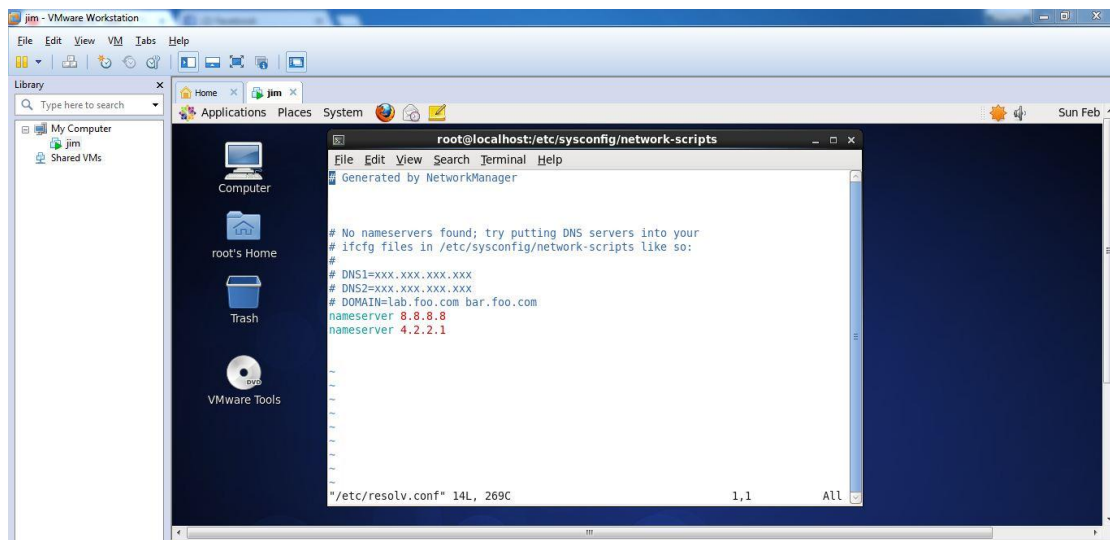 jim - VMware Workstation
File Edit View VM Tabs Help
Library
Type here to search
My Computer
jim
Shared VMs
Home
jim
Applications Places System
Sun Feb
Computer
root's Home
Trash
DVD
VMware Tools
root@localhost:/etc/sysconfig/network-scripts
File Edit View Search Terminal Help
# Generated by NetworkManager
# No nameservers found; try putting DNS servers into your
# ifcfg files in /etc/sysconfig/network-scripts like so:
#
# DNS1=xxx.xxx.xxx.xxx
# DNS2=xxx.xxx.xxx.xxx
# DOMAIN=lab.foo.com bar.foo.com
nameserver 8.8.8.8
nameserver 4.2.2.1
~
~
~
~
~
~
~
~
~
"/etc/resolv.conf" 14L, 269C 1,1 All